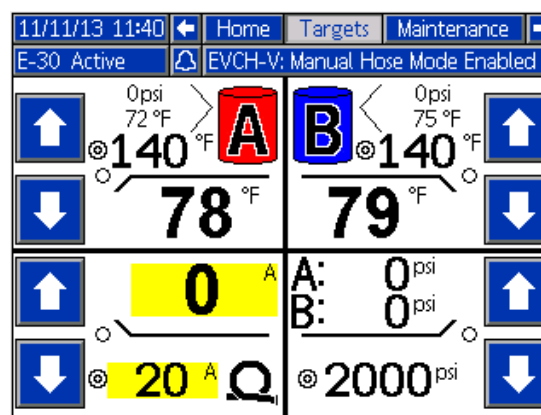 11/11/13 11:40 Home Targets Maintenance
E-30 Active EVCH-V: Manual Hose Mode Enabled
0psi
72 °F
A
140 °F
78 °F
B
0psi
75 °F
140 °F
79 °F
0 A
20 A
A: 0psi
B: 0psi
2000psi